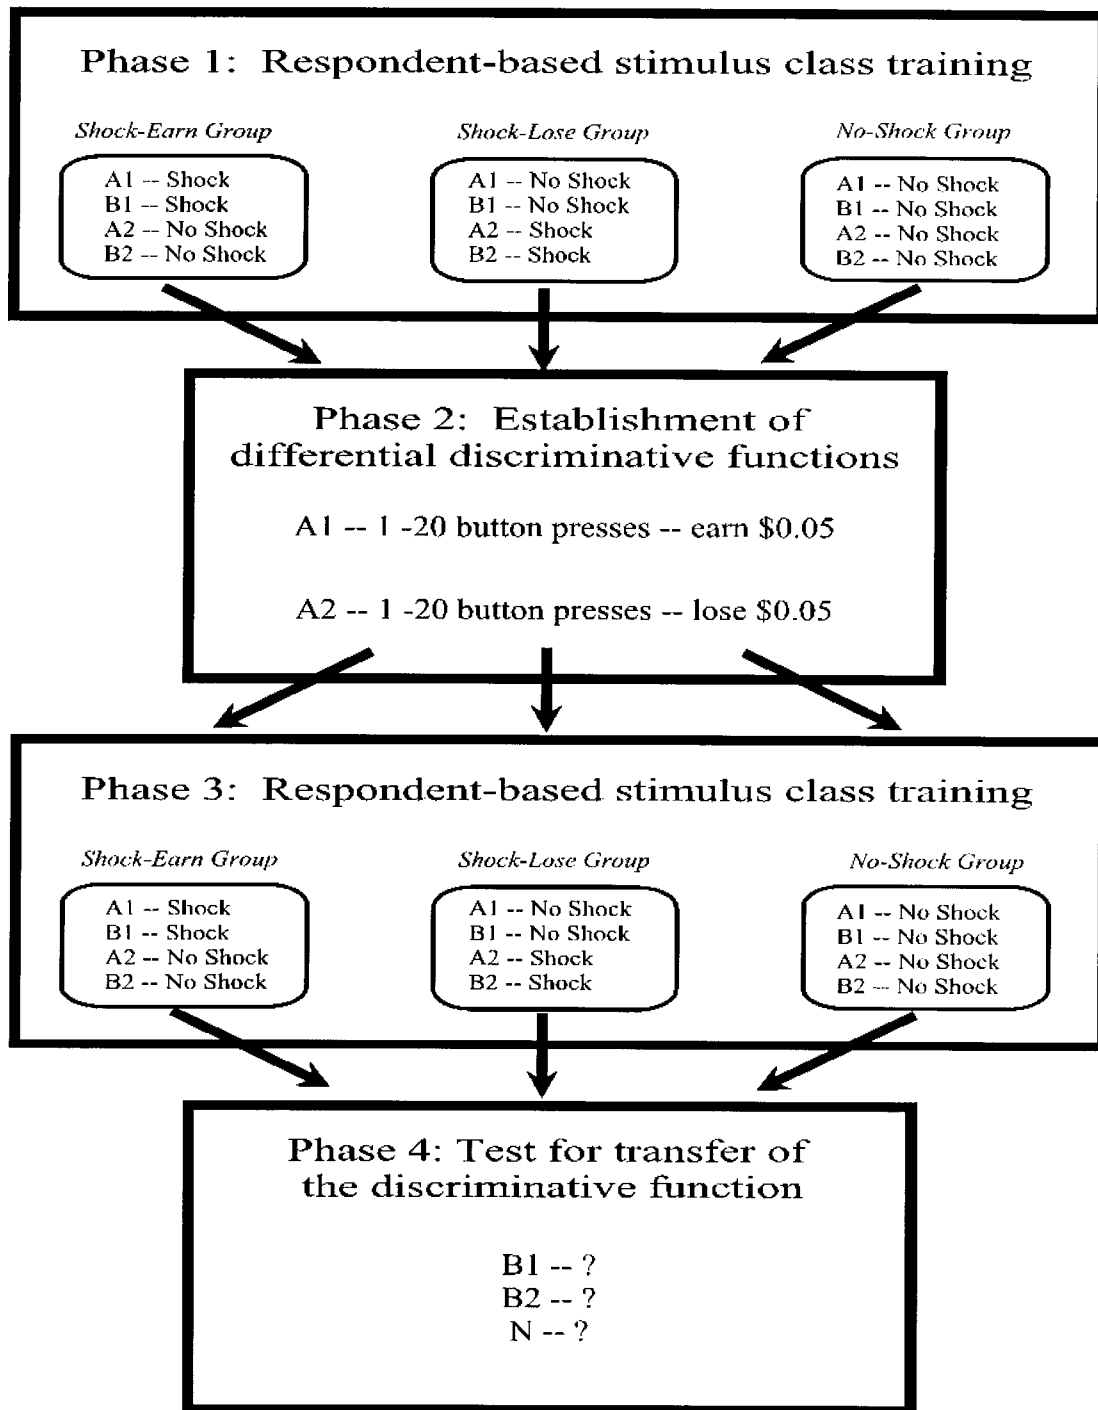 Phase 1: Respondent-based stimulus class training
Shock-Earn Group
A1 -- Shock
B1 -- Shock
A2 -- No Shock
B2 -- No Shock
Shock-Lose Group
A1 -- No Shock
B1 -- No Shock
A2 -- Shock
B2 -- Shock
No-Shock Group
A1 -- No Shock
B1 -- No Shock
A2 -- No Shock
B2 -- No Shock
Phase 2: Establishment of
differential discriminative functions
A1 -- 1 -20 button presses -- earn $0.05
A2 -- 1 -20 button presses -- lose $0.05
Phase 3: Respondent-based stimulus class training
Shock-Earn Group
A1 -- Shock
B1 -- Shock
A2 -- No Shock
B2 -- No Shock
Shock-Lose Group
A1 -- No Shock
B1 -- No Shock
A2 -- Shock
B2 -- Shock
No-Shock Group
A1 -- No Shock
B1 -- No Shock
A2 -- No Shock
B2 -- No Shock
Phase 4: Test for transfer of
the discriminative function
B1 -- ?
B2 -- ?
N -- ?